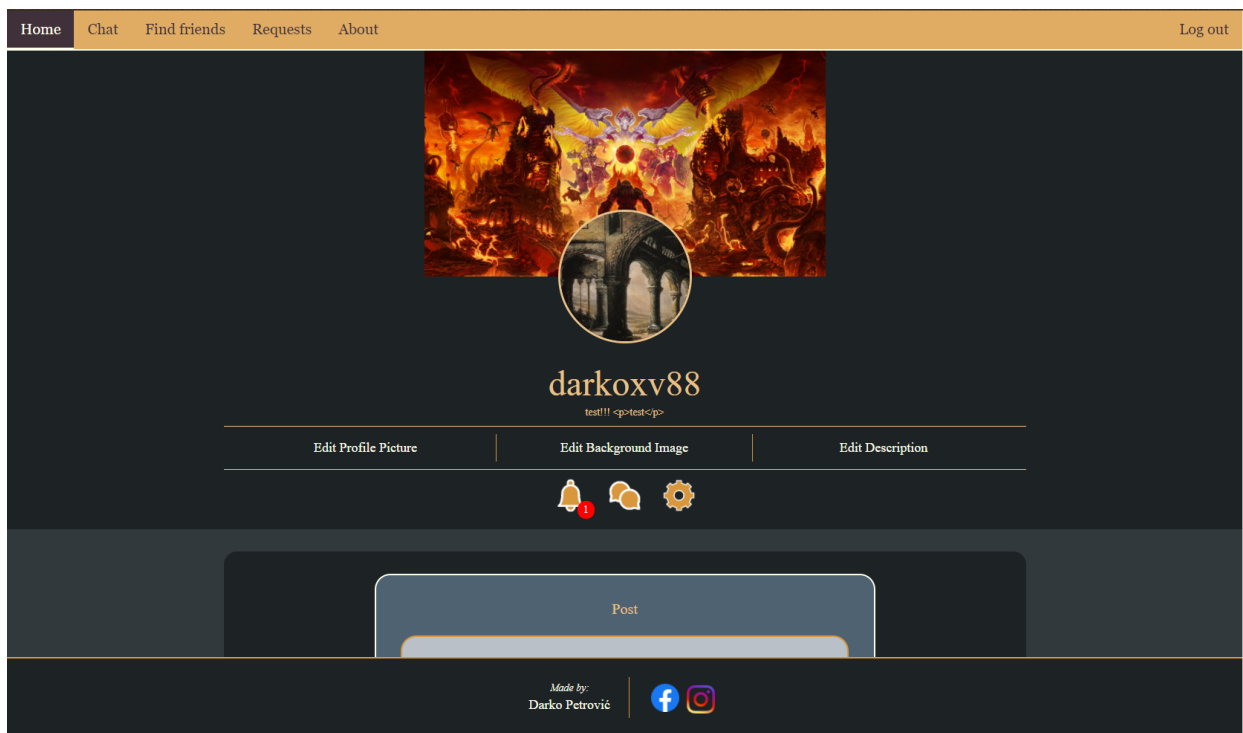 Home Chat Find friends Requests About Log out
darkoxv88
test!!! <p>test</p>
Edit Profile Picture Edit Background Image Edit Description
1
Post
Made by:
Darko Petrović